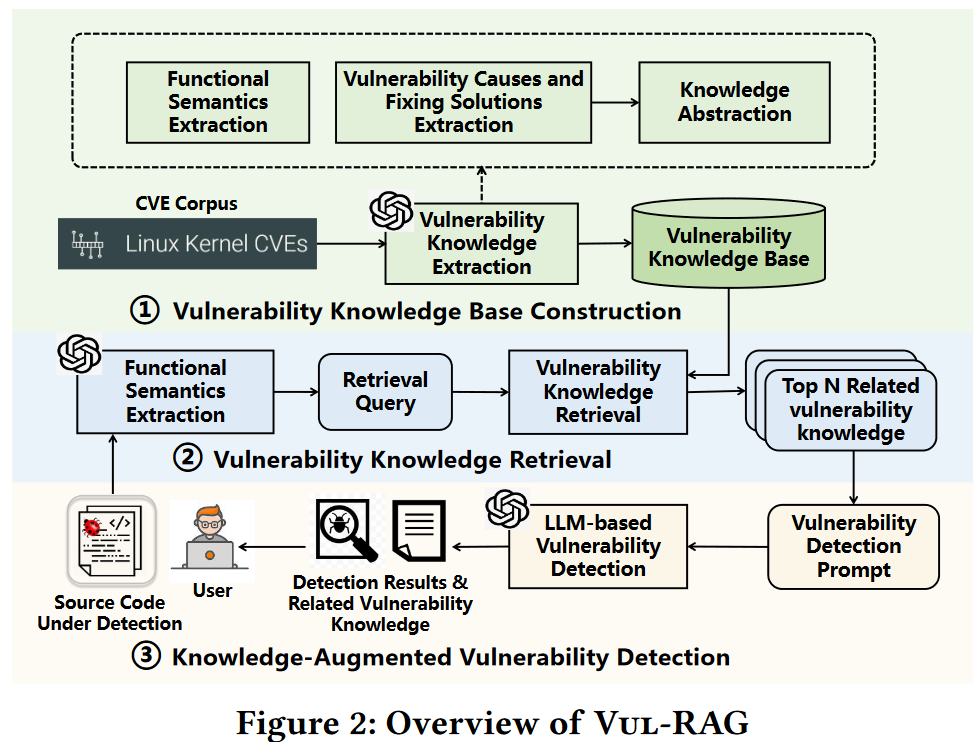 Functional
Semantics
Extraction
Vulnerability Causes and
Fixing Solutions
Extraction
Knowledge
Abstraction
CVE Corpus
Linux Kernel CVEs
Vulnerability
Knowledge
Extraction
Vulnerability
Knowledge Base
① Vulnerability Knowledge Base Construction
Functional
Semantics
Extraction
Retrieval
Query
Vulnerability
Knowledge
Retrieval
Top N Related
vulnerability
knowledge
② Vulnerability Knowledge Retrieval
</>
Source Code
Under Detection
User
Detection Results &
Related Vulnerability
Knowledge
LLM-based
Vulnerability
Detection
Vulnerability
Detection
Prompt
③ Knowledge-Augmented Vulnerability Detection
Figure 2: Overview of VUL-RAG